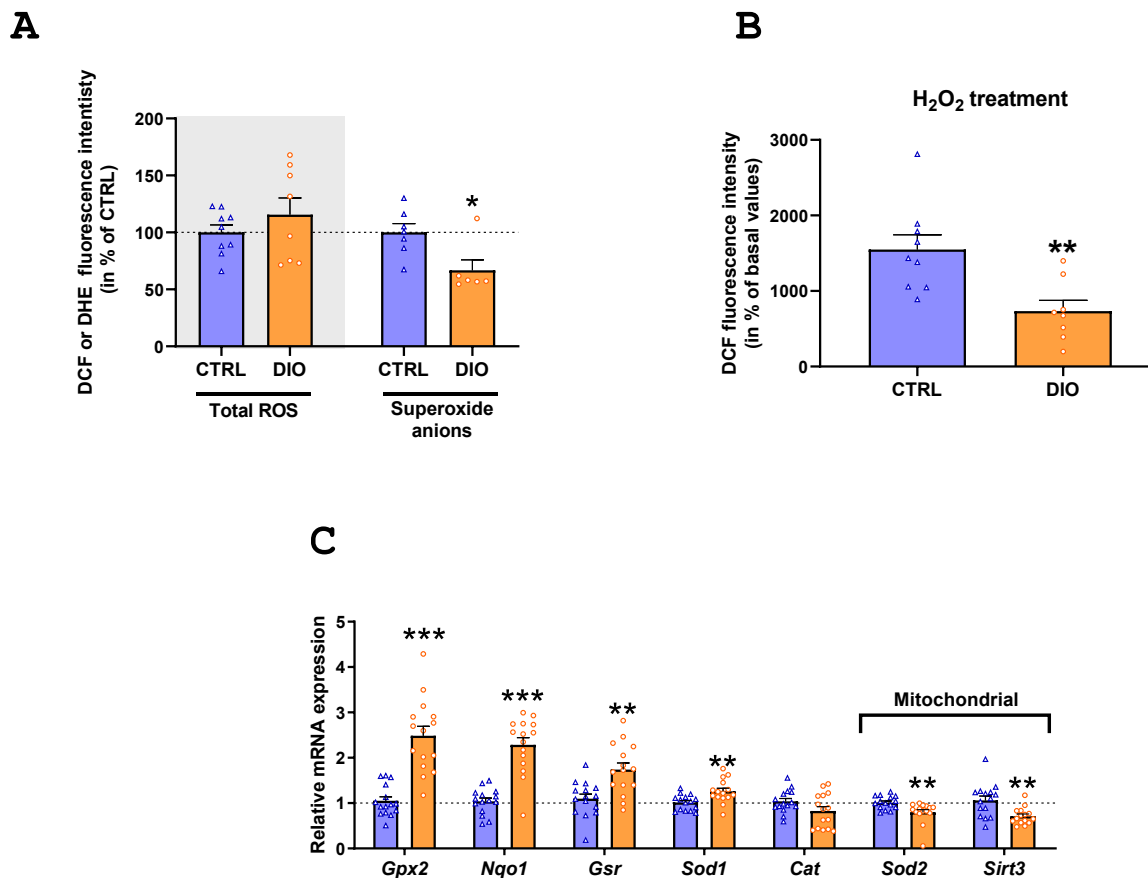 A
DCF or DHE fluorescence intentisty
(in % of CTRL)
200
150
100
50
0
*
CTRL DIO CTRL DIO
Total ROS Superoxide
anions
B
H₂O₂ treatment
DCF fluorescence intensity
(in % of basal values)
3000
2000
1000
0
**
CTRL DIO
C
Relative mRNA expression
5
4
3
2
1
0
***
***
**
**
Mitochondrial
** **
Gpx2 Nqo1 Gsr Sod1 Cat Sod2 Sirt3